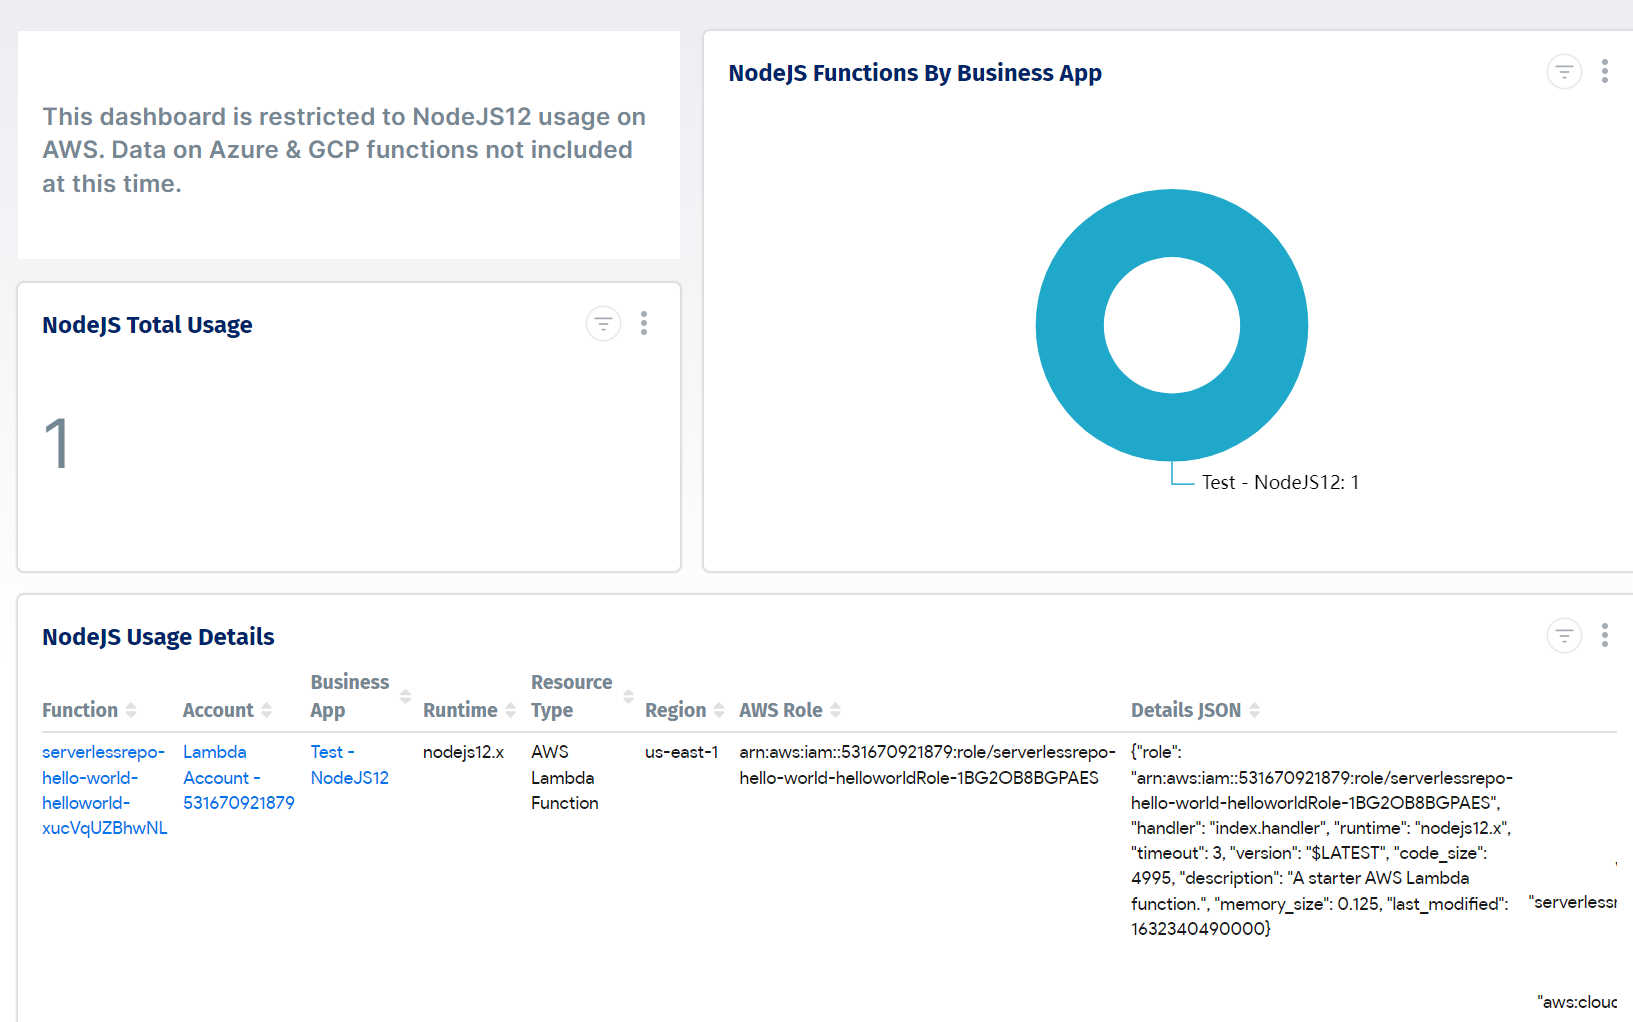 This dashboard is restricted to NodeJS12 usage on
AWS. Data on Azure & GCP functions not included
at this time.
NodeJS Functions By Business App
Test - NodeJS12: 1
NodeJS Total Usage
1
NodeJS Usage Details
Function
Account
Business
App
Runtime
Resource
Type
Region
AWS Role
Details JSON
serverlessrepo-
hello-world-
helloworld-
xucVqUZBhwNL
Lambda
Account -
531670921879
Test -
NodeJS12
nodejs12.x
AWS
Lambda
Function
us-east-1
arn:aws:iam::531670921879:role/serverlessrepo-
hello-world-helloworldRole-1BG2OB8BGPAES
{"role":
"arn:aws:iam::531670921879:role/serverlessrepo-
hello-world-helloworldRole-1BG2OB8BGPAES",
"handler": "index.handler", "runtime": "nodejs12.x",
"timeout": 3, "version": "$LATEST", "code_size":
4995, "description": "A starter AWS Lambda
function.", "memory_size": 0.125, "last_modified":
1632340490000}
"serverlessr
"aws:clouc